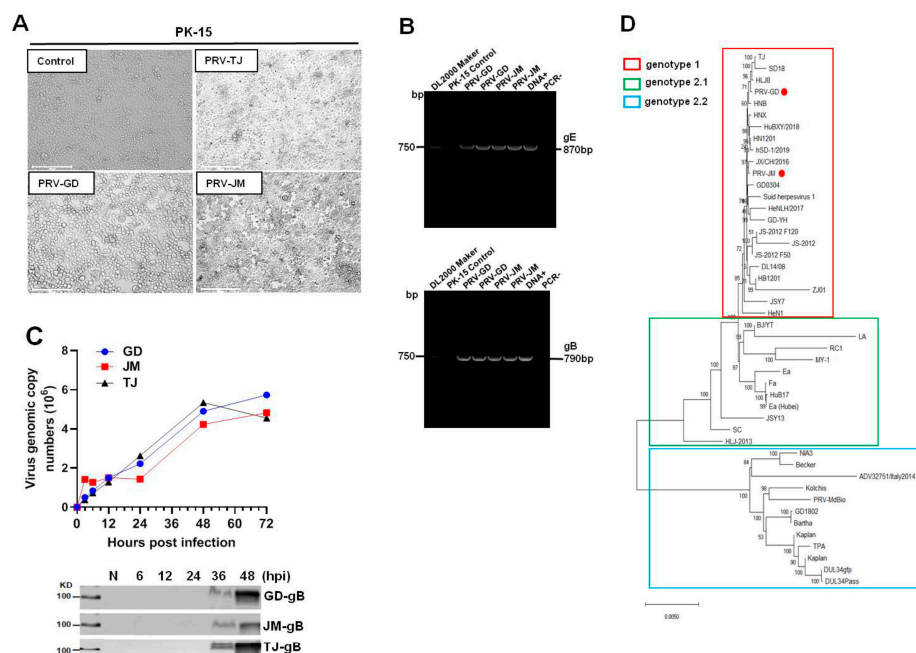 A
PK-15
Control
PRV-TJ
PRV-GD
PRV-JM
B
DL2000 Maker
PK-15 Control
PRV-GD
PRV-GD
PRV-JM
PRV-JM
DNA+
PCR-
bp
750
gE
870bp
DL2000 Maker
PK-15 Control
PRV-GD
PRV-GD
PRV-JM
PRV-JM
DNA+
PCR-
bp
750
gB
790bp
C
GD
JM
TJ
Virus genomic copy
numbers (10⁶)
8
6
4
2
0
0 12 24 36 48 60 72
Hours post infection
N 6 12 24 36 48 (hpi)
KD
100
GD-gB
100
JM-gB
100
TJ-gB
D
genotype 1
genotype 2.1
genotype 2.2
TJ
SD18
HLJ8
PRV-GD
HNB
HNX
HuBXY/2018
HN1201
hSD-1/2019
JX/CH/2016
PRV-JM
GD0304
Suid herpesvirus 1
HeNLH/2017
GD-YH
JS-2012 F120
JS-2012
JS-2012 F50
DL14/08
HB1201
ZJ01
JSY7
HeN1
BJ/YT
LA
RC1
MY-1
Ea
Fa
HuB17
Ea (Hubei)
JSY13
SC
HLJ-2013
NIA3
Becker
ADV32751/Italy2014
Kolchis
PRV-MdBio
GD1802
Bartha
Kaplan
TPA
Kaplan
DUL34gfp
DUL34Pass
0.0050